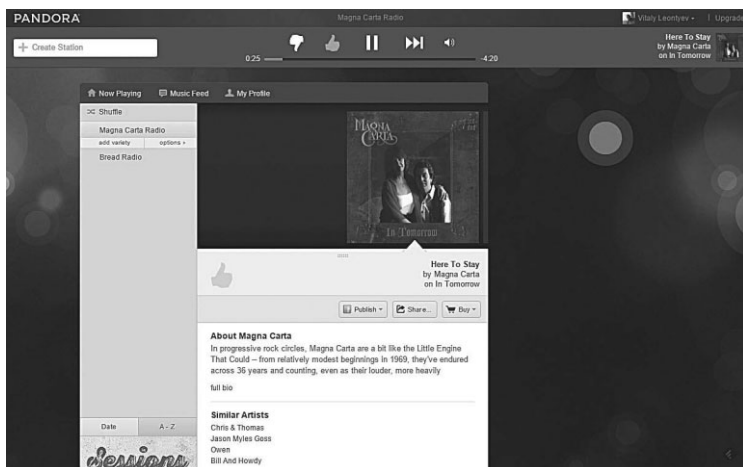 PANDORA
Magna Carta Radio
Vitaly Leontyev
Upgrade
+ Create Station
0:25
-4:20
Here To Stay
by Magna Carta
on In Tomorrow
Now Playing
Music Feed
My Profile
Shuffle
Magna Carta Radio
add variety
options
Bread Radio
MAGNA
CARTA
In Tomorrow
Here To Stay
by Magna Carta
on In Tomorrow
Publish
Share...
Buy
About Magna Carta
In progressive rock circles, Magna Carta are a bit like the Little Engine
That Could – from relatively modest beginnings in 1969, they've endured
across 36 years and counting, even as their louder, more heavily
full bio
Similar Artists
Chris & Thomas
Jason Myles Goss
Owen
Bill And Howdy
Date
A - Z
Sessions